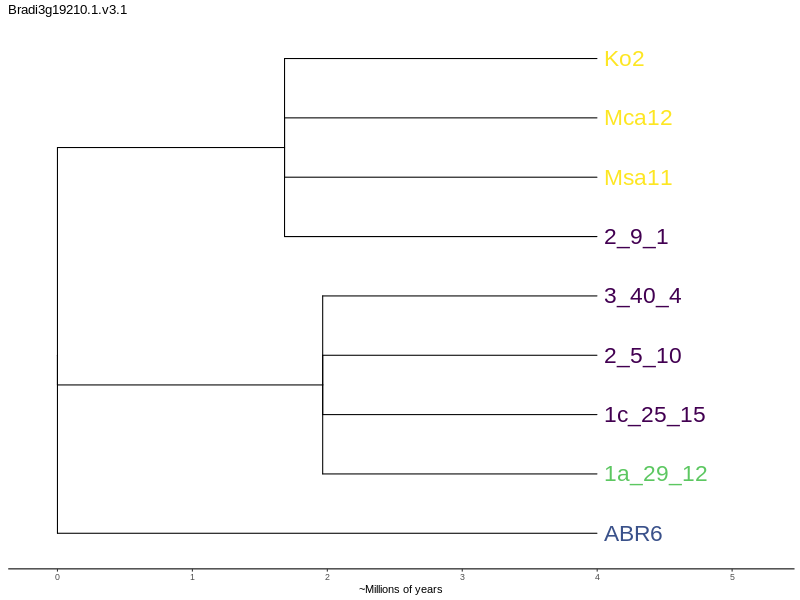 Bradi3g19210.1.v3.1
Ko2
Mca12
Msa11
2_9_1
3_40_4
2_5_10
1c_25_15
1a_29_12
ABR6
0 1 2 3 4 5
~Millions of years